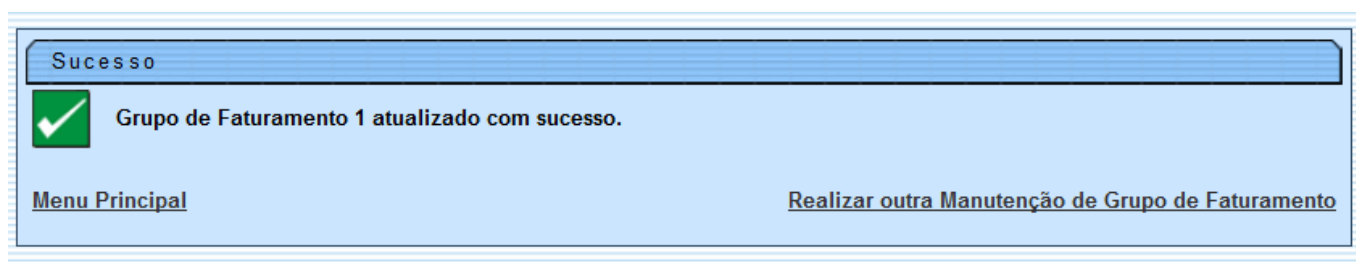 Sucesso
Grupo de Faturamento 1 atualizado com sucesso.
Menu Principal
Realizar outra Manutenção de Grupo de Faturamento